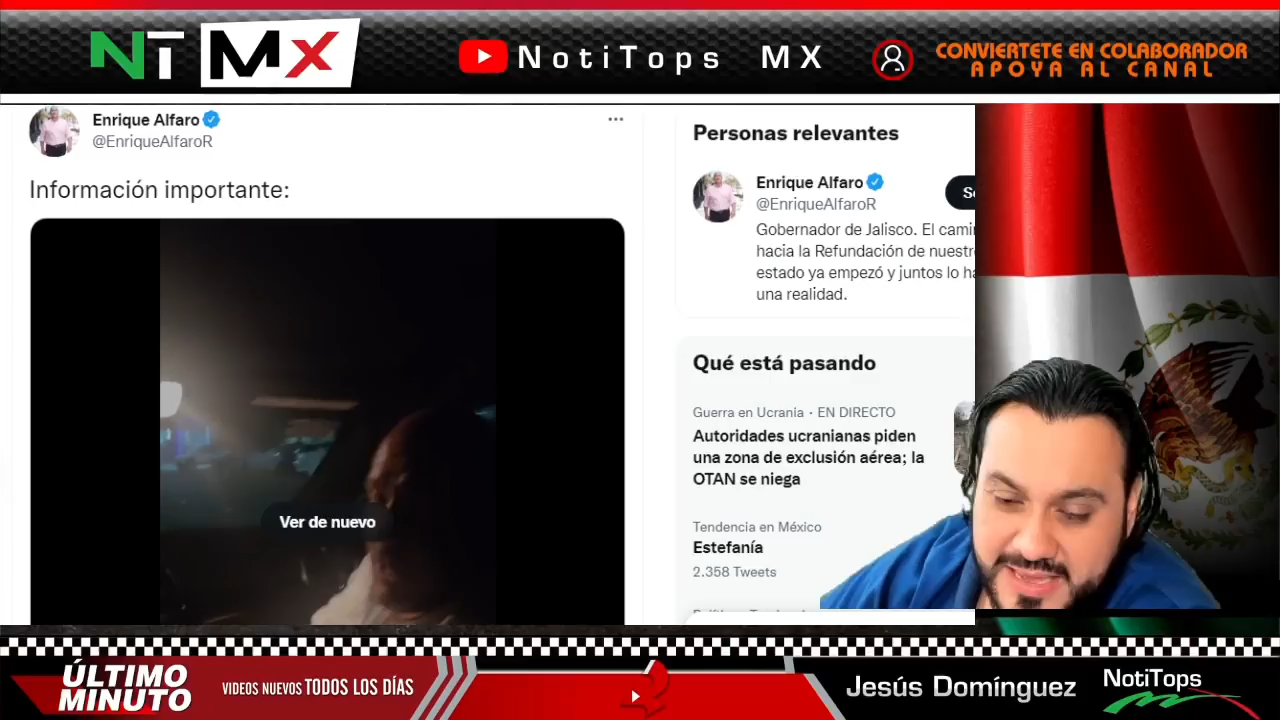 NTMX
NotiTops MX
CONVIERTETE EN COLABORADOR
APOYA AL CANAL
Enrique Alfaro
@EnriqueAlfaroR
Información importante:
Ver de nuevo
Personas relevantes
Enrique Alfaro
@EnriqueAlfaroR
Gobernador de Jalisco. El cami
hacia la Refundación de nuestr
estado ya empezó y juntos lo ha
una realidad.
Qué está pasando
Guerra en Ucrania · EN DIRECTO
Autoridades ucranianas piden
una zona de exclusión aérea; la
OTAN se niega
Tendencia en México
Estefanía
2.358 Tweets
ÚLTIMO
MINUTO
VIDEOS NUEVOS TODOS LOS DÍAS
Jesús Domínguez
NotiTops